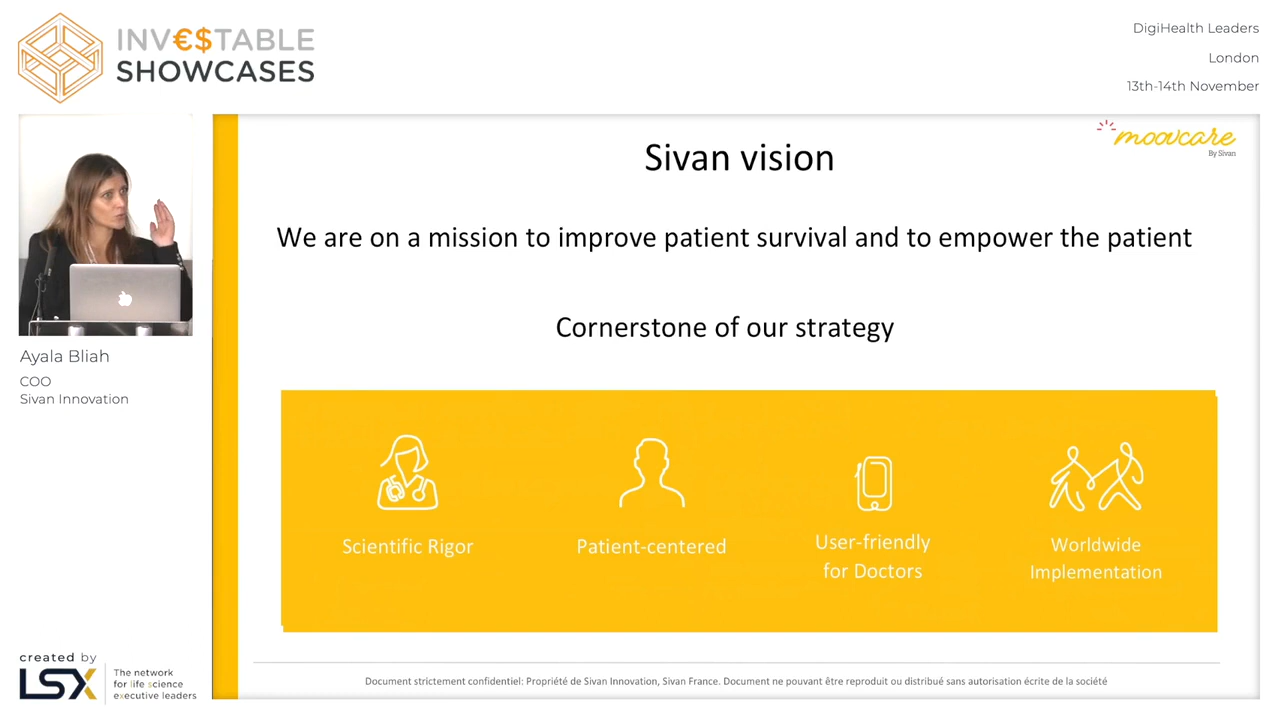 INV€$TABLE
SHOWCASES
DigiHealth Leaders
London
13th-14th November
moovcare
By Sivan
Sivan vision
We are on a mission to improve patient survival and to empower the patient
Cornerstone of our strategy
Scientific Rigor
Patient-centered
User-friendly
for Doctors
Worldwide
Implementation
Ayala Bliah
COO
Sivan Innovation
created by
LSX
The network
for life science
executive leaders
Document strictement confidentiel: Propriété de Sivan Innovation, Sivan France. Document ne pouvant être reproduit ou distribué sans autorisation écrite de la société